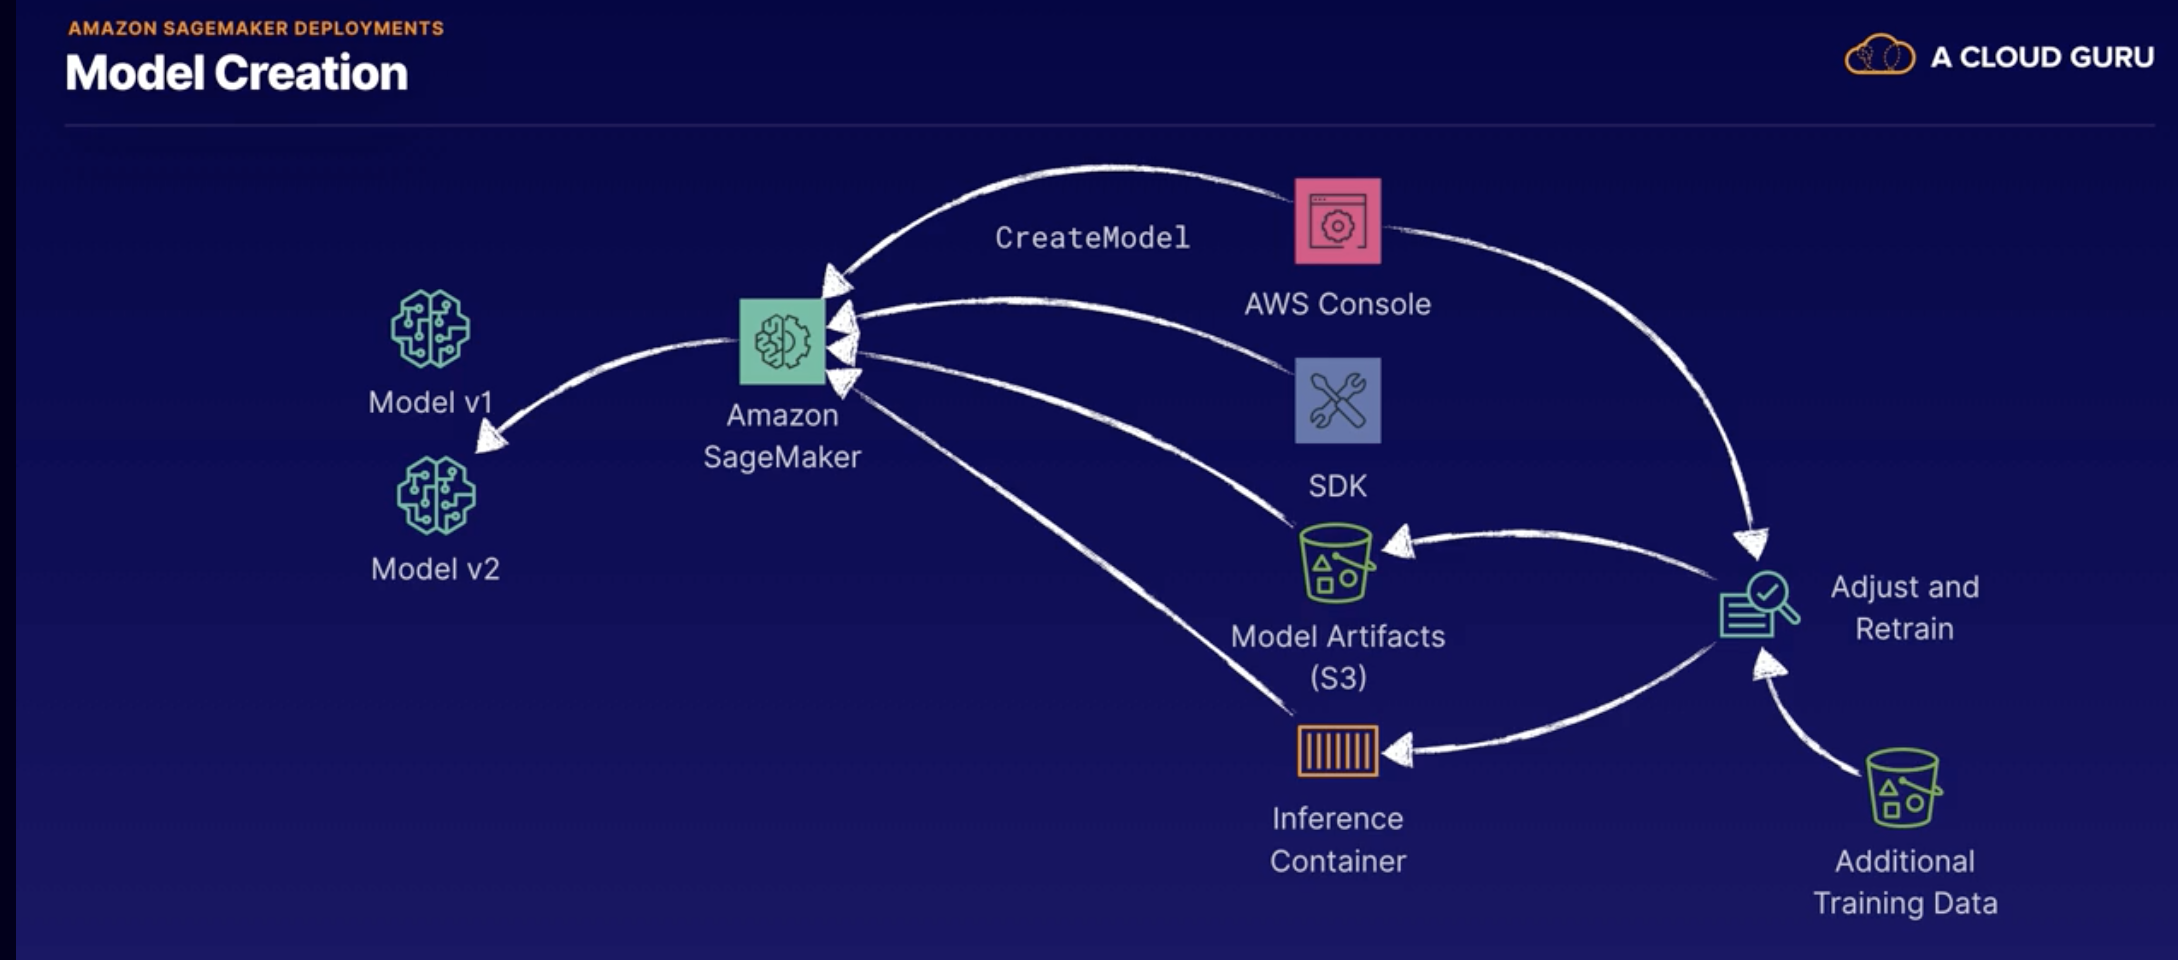 AMAZON SAGEMAKER DEPLOYMENTS
Model Creation
A CLOUD GURU
CreateModel
AWS Console
Model v1
Amazon
SageMaker
SDK
Model v2
Adjust and
Retrain
Model Artifacts
(S3)
Inference
Container
Additional
Training Data